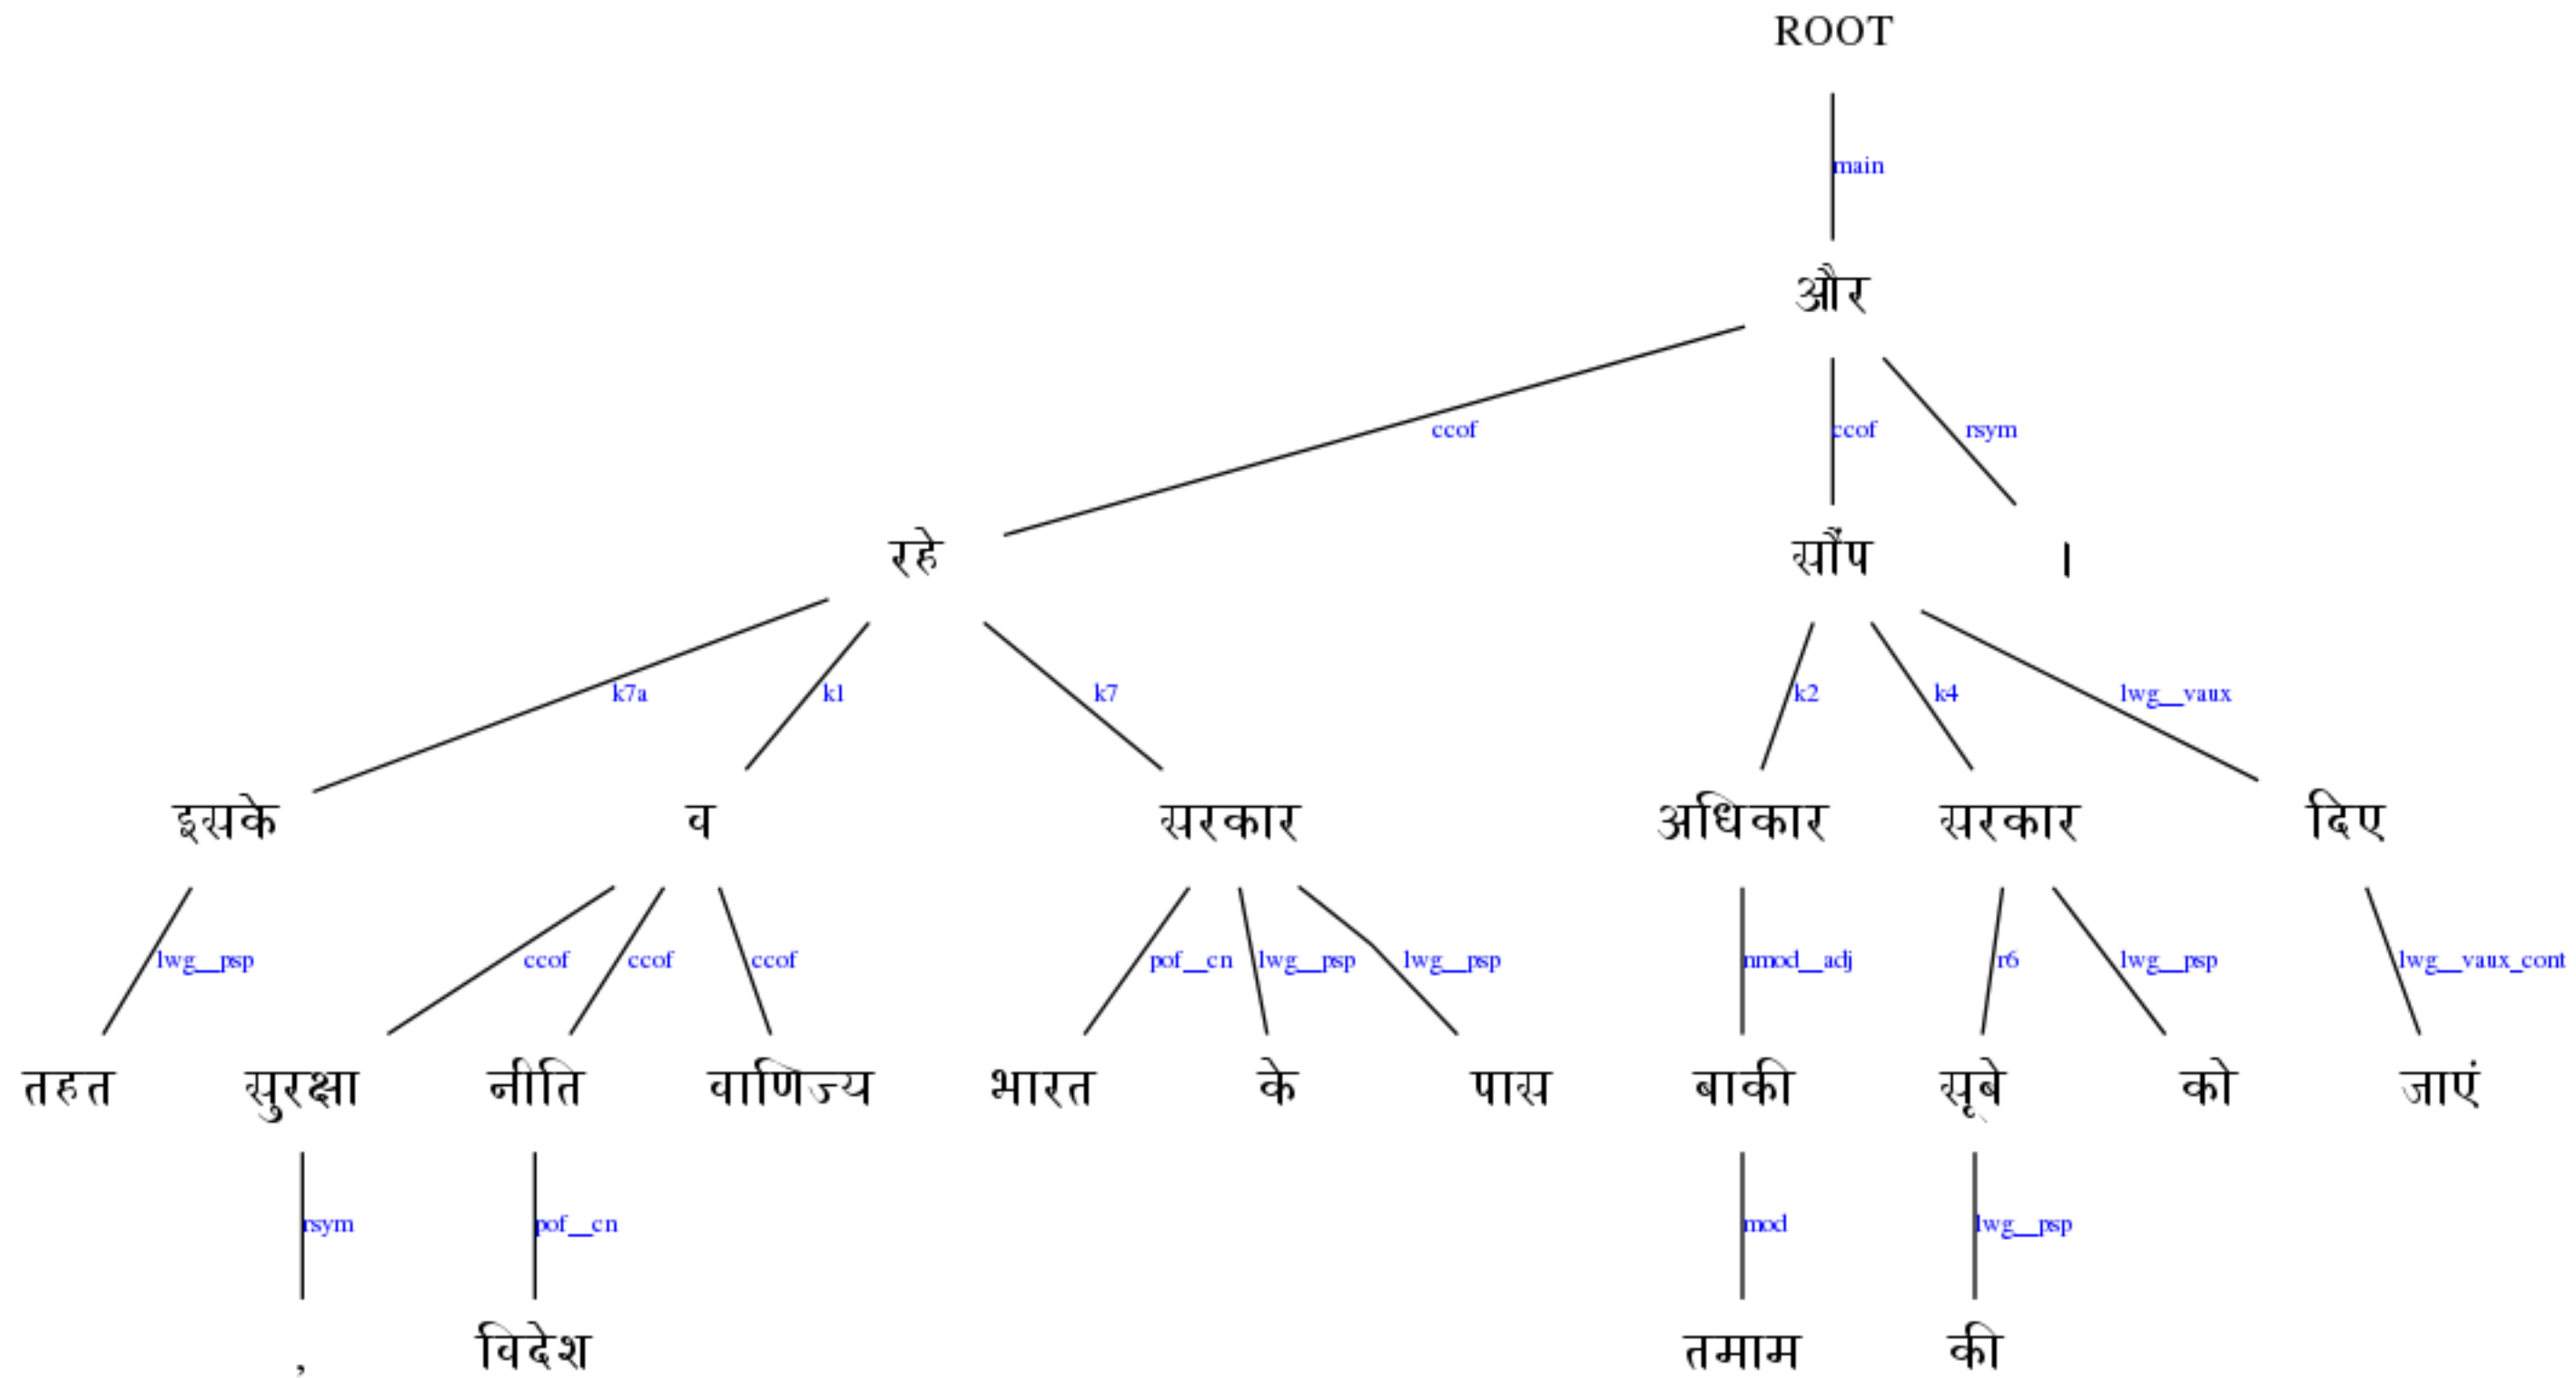 ROOT
main
और
ccof ccof rsym
रहे सौंप ।
k7a k1 k7 k2 k4 lwg__vaux
इसके व सरकार अधिकार सरकार दिए
lwg__psp ccof ccof ccof pof__cn lwg__psp lwg__psp nmod__adj r6 lwg__psp lwg__vaux_cont
तहत सुरक्षा नीति वाणिज्य भारत के पास बाकी सूबे को जाएं
rsym pof__cn mod lwg__psp
, विदेश तमाम की